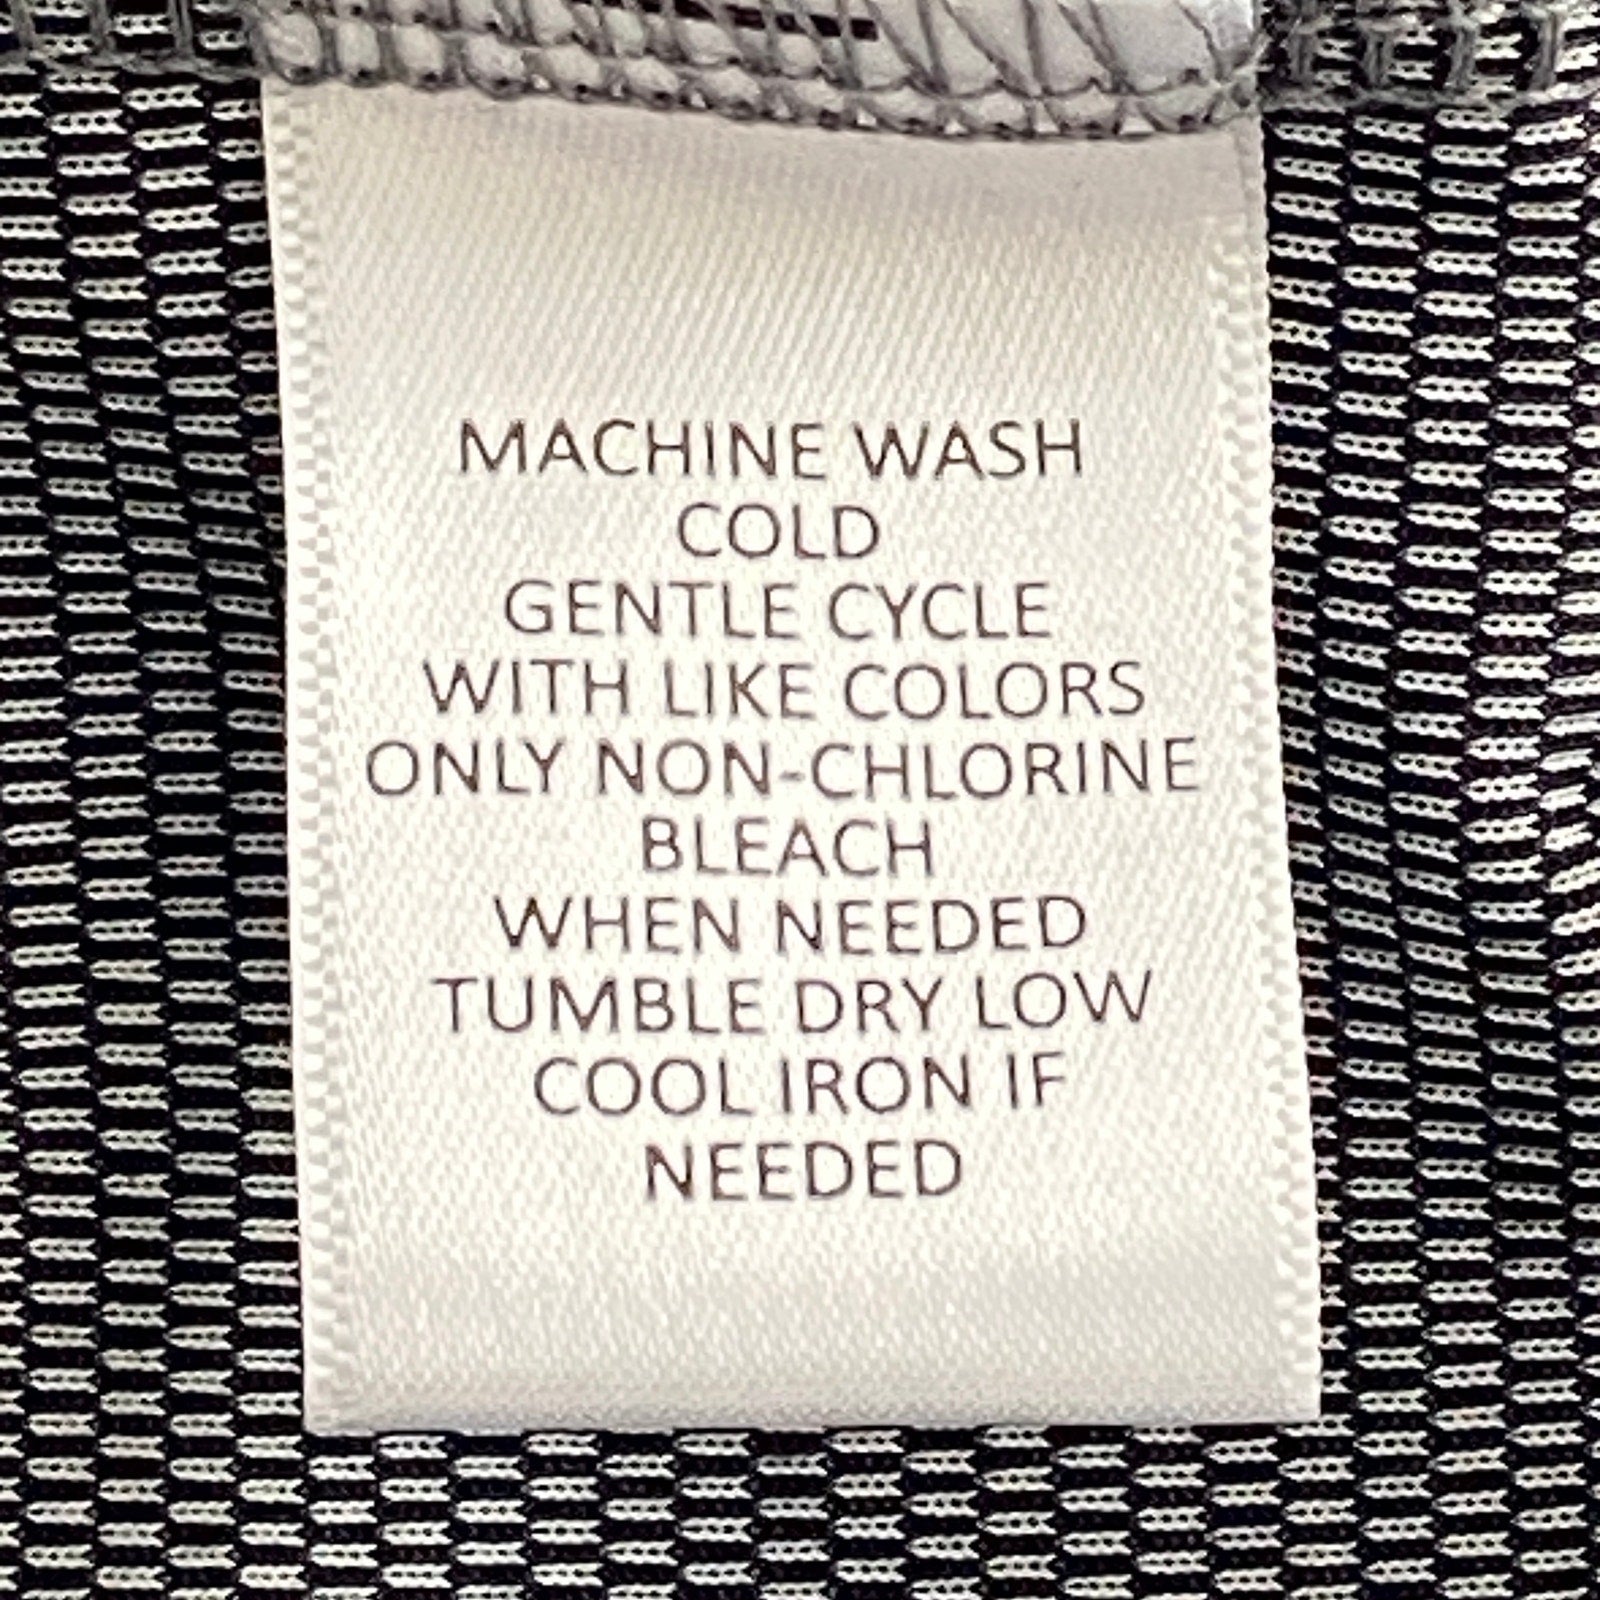 MACHINE WASH
COLD
GENTLE CYCLE
WITH LIKE COLORS
ONLY NON-CHLORINE
BLEACH
WHEN NEEDED
TUMBLE DRY LOW
COOL IRON IF
NEEDED